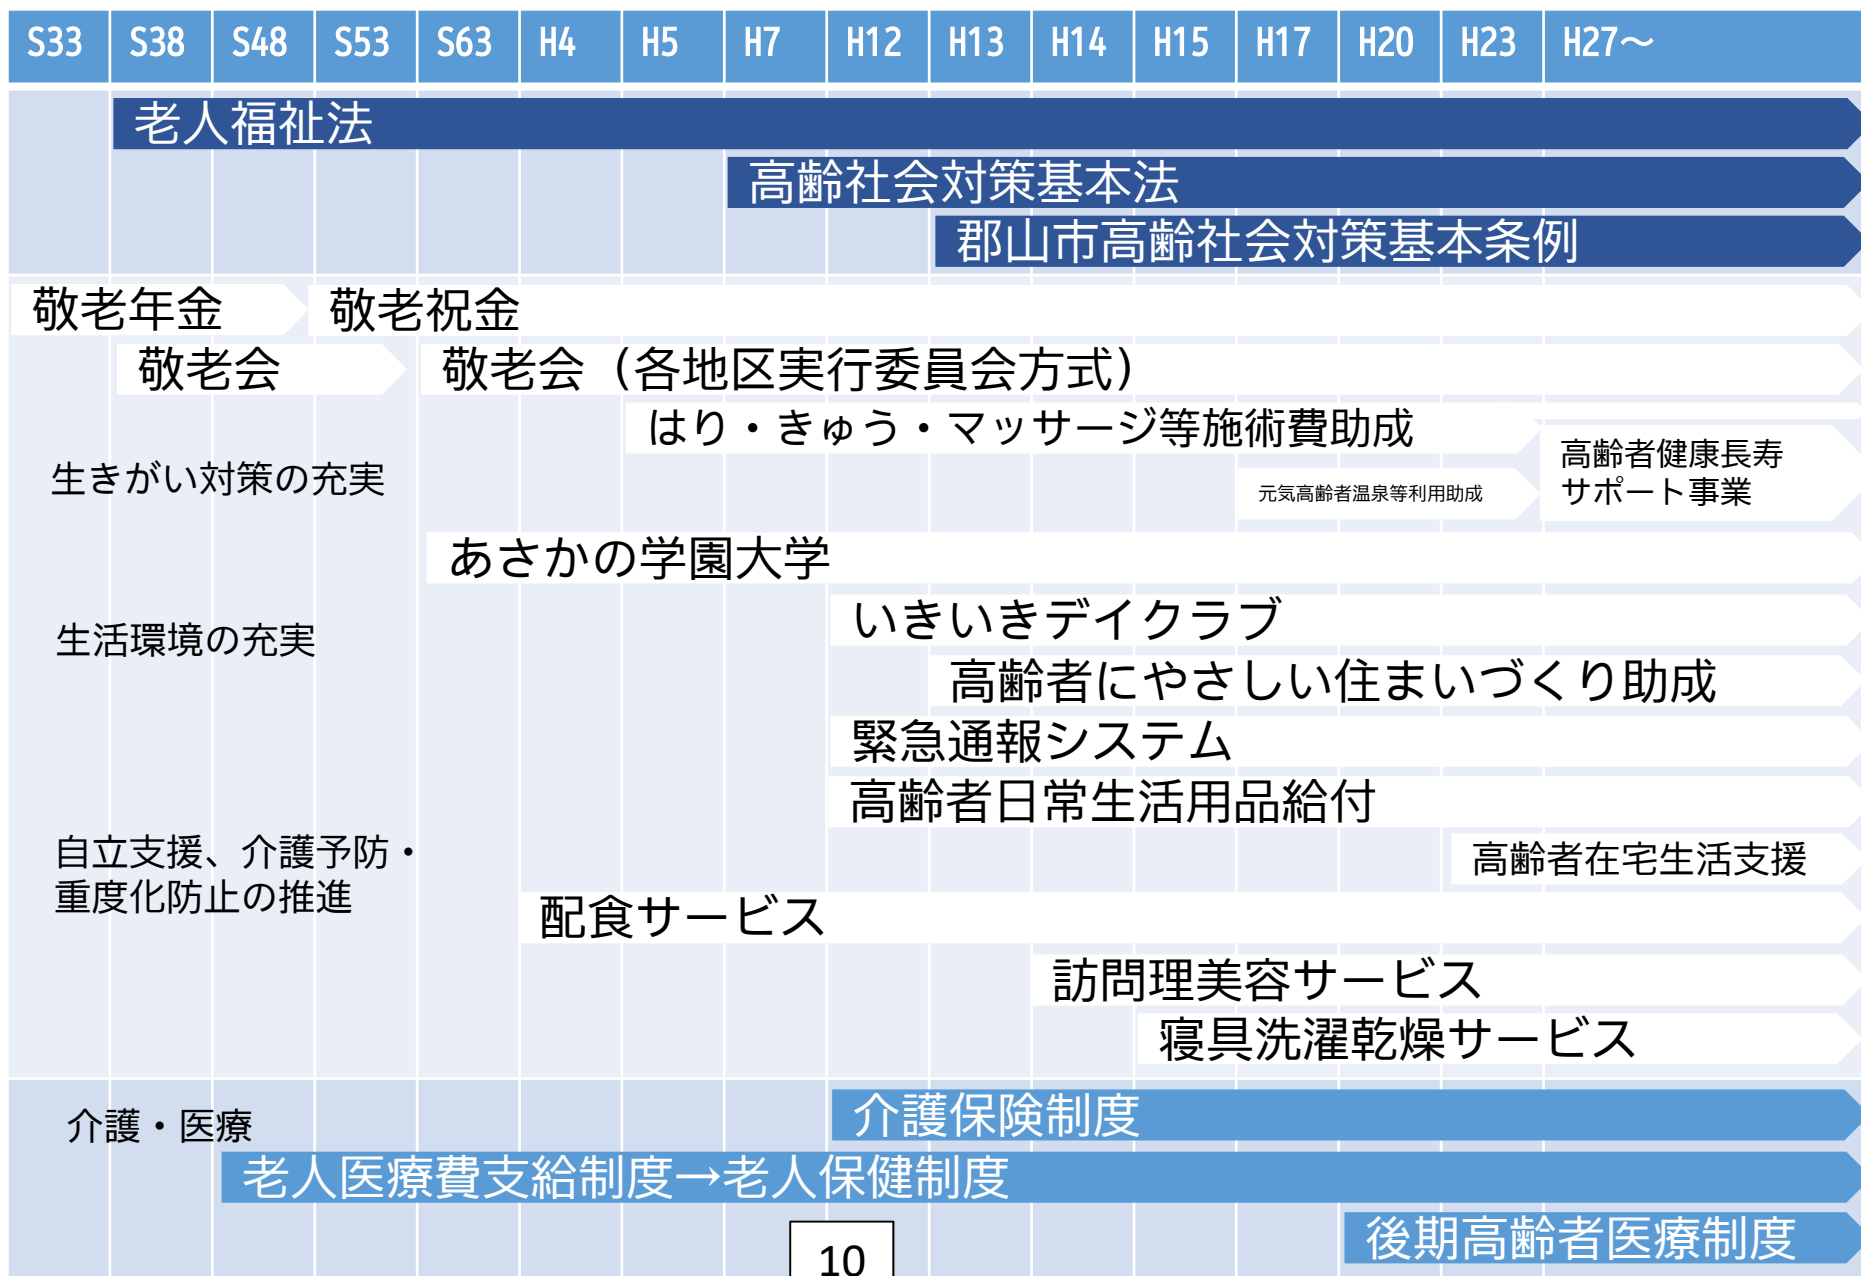 S33 S38 S48 S53 S63 H4 H5 H7 H12 H13 H14 H15 H17 H20 H23 H27～
老人福祉法
高齢社会対策基本法
郡山市高齢社会対策基本条例
敬老年金 敬老祝金
敬老会 敬老会（各地区実行委員会方式）
はり・きゅう・マッサージ等施術費助成
高齢者健康長寿
サポート事業
生きがい対策の充実
元気高齢者温泉等利用助成
あさかの学園大学
いきいきデイクラブ
生活環境の充実
高齢者にやさしい住まいづくり助成
緊急通報システム
高齢者日常生活用品給付
自立支援、介護予防・
重度化防止の推進
高齢者在宅生活支援
配食サービス
訪問理美容サービス
寝具洗濯乾燥サービス
介護・医療
介護保険制度
老人医療費支給制度→老人保健制度
後期高齢者医療制度
10